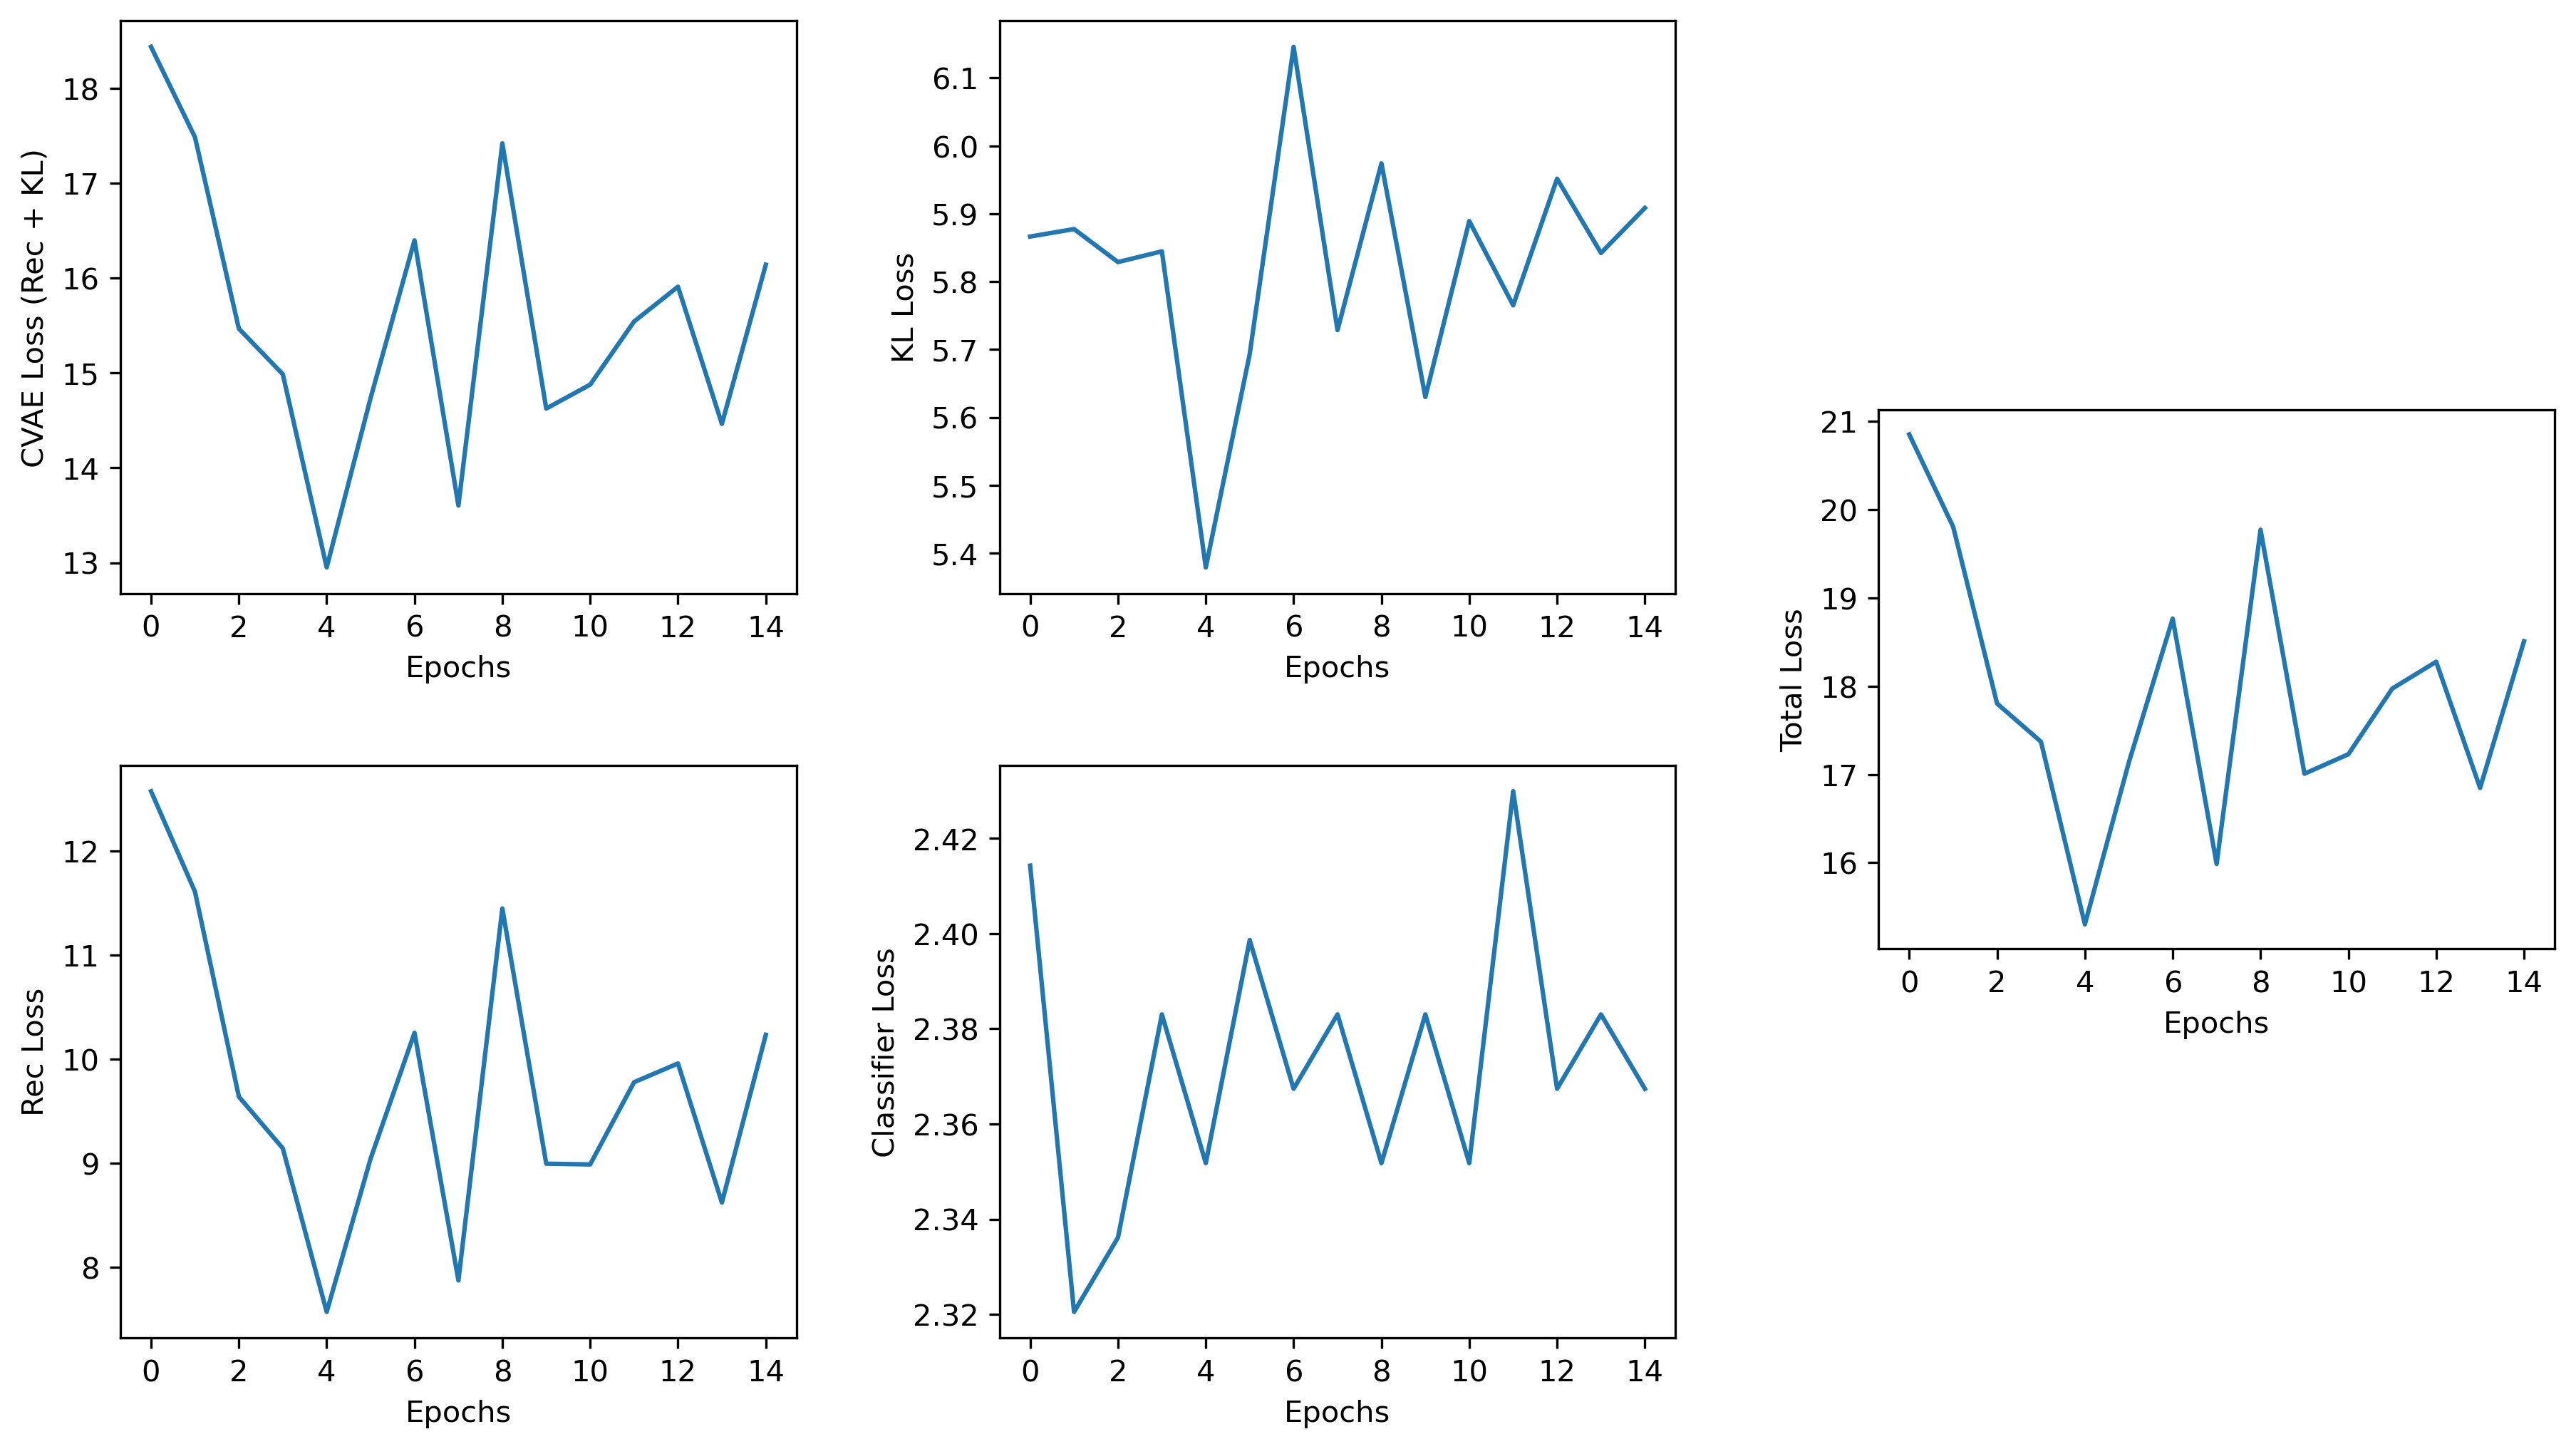 CVAE Loss (Rec + KL)
18
17
16
15
14
13
0 2 4 6 8 10 12 14
Epochs
KL Loss
6.1
6.0
5.9
5.8
5.7
5.6
5.5
5.4
0 2 4 6 8 10 12 14
Epochs
Rec Loss
12
11
10
9
8
0 2 4 6 8 10 12 14
Epochs
Classifier Loss
2.42
2.40
2.38
2.36
2.34
2.32
0 2 4 6 8 10 12 14
Epochs
Total Loss
21
20
19
18
17
16
0 2 4 6 8 10 12 14
Epochs